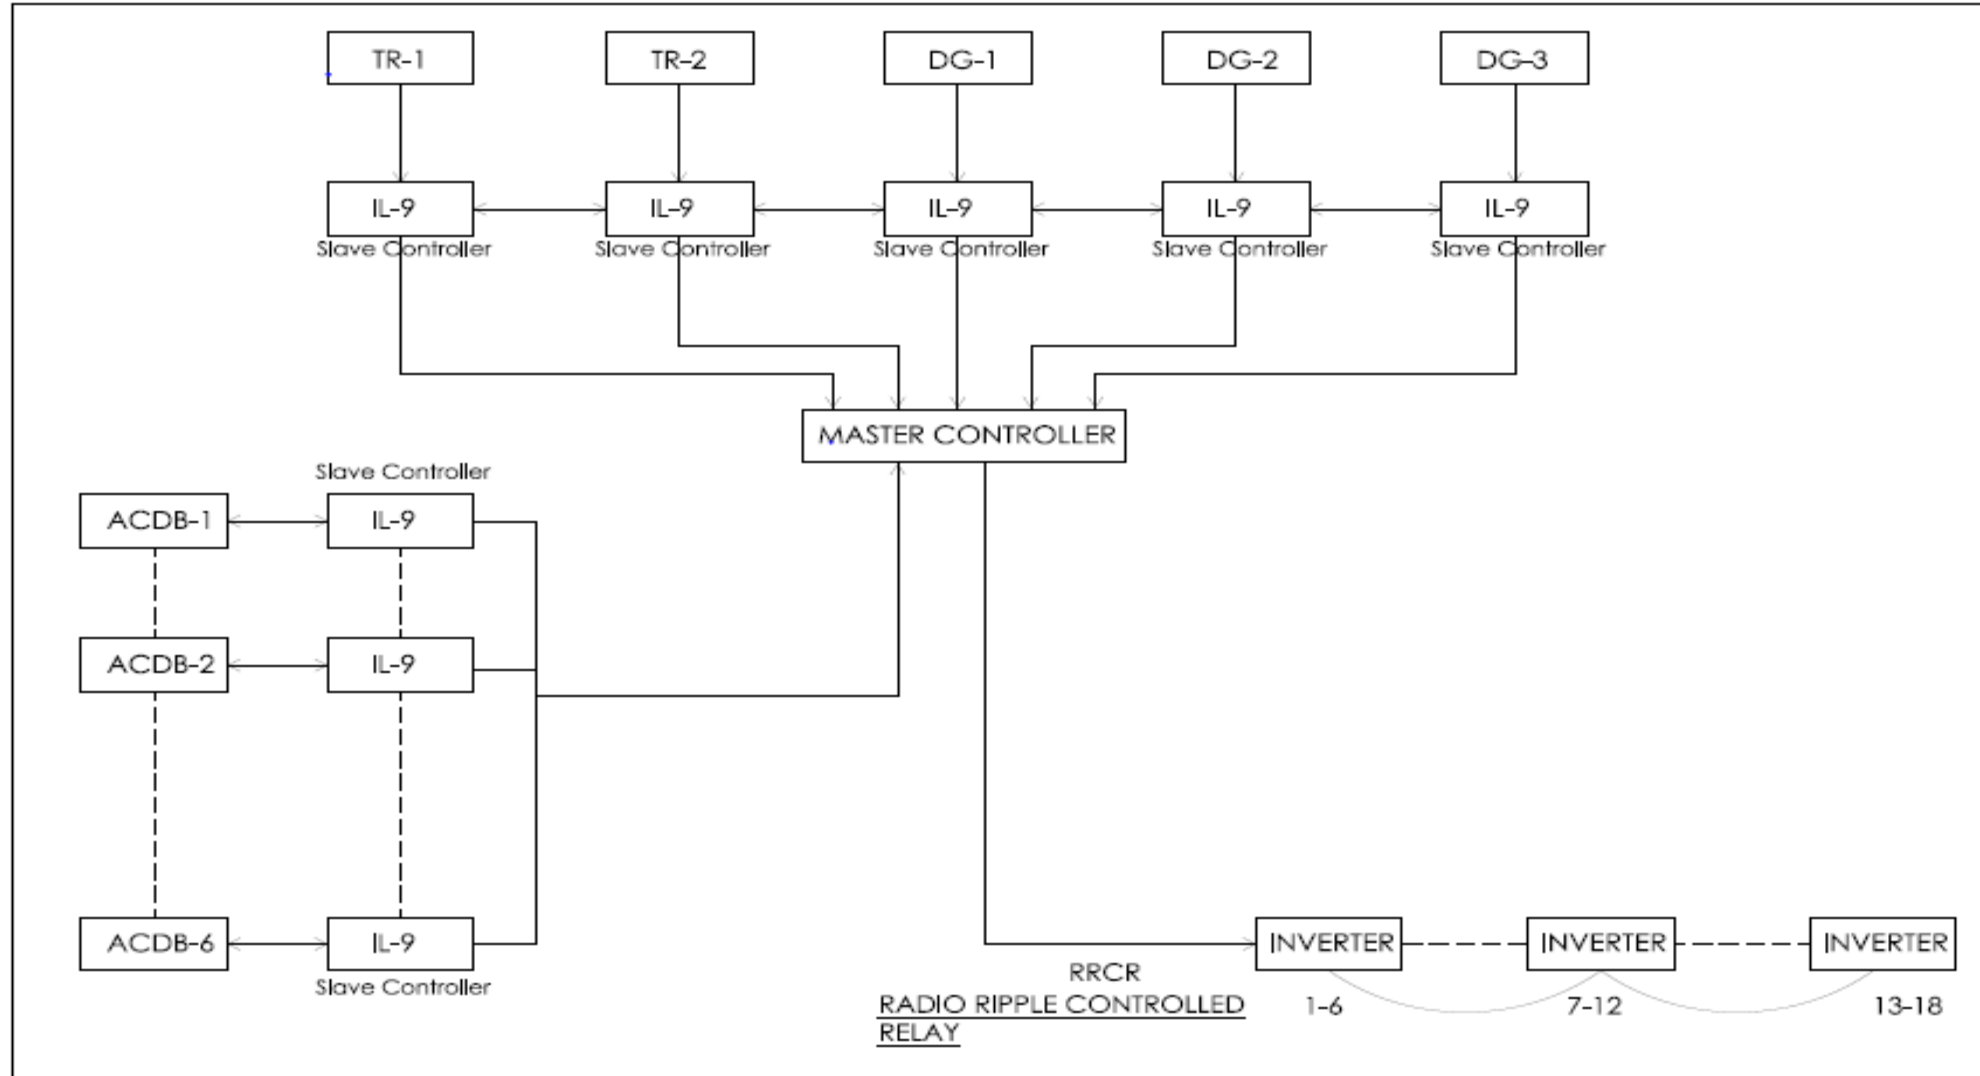 TR-1
TR-2
DG-1
DG-2
DG-3
IL-9
IL-9
IL-9
IL-9
IL-9
Slave Controller
Slave Controller
Slave Controller
Slave Controller
Slave Controller
MASTER CONTROLLER
Slave Controller
ACDB-1
IL-9
ACDB-2
IL-9
ACDB-6
IL-9
Slave Controller
INVERTER
INVERTER
INVERTER
RRCR
RADIO RIPPLE CONTROLLED
RELAY
1-6
7-12
13-18